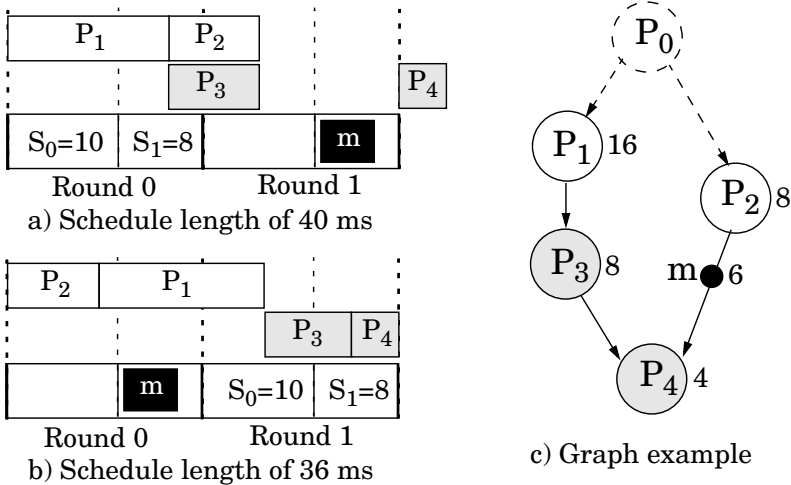 P1 P2
P3 P4
S0=10 S1=8 m
Round 0 Round 1
a) Schedule length of 40 ms
P2 P1
P3 P4
m S0=10 S1=8
Round 0 Round 1
b) Schedule length of 36 ms
P0
P1 16
P2 8
P3 8
m 6
P4 4
c) Graph example